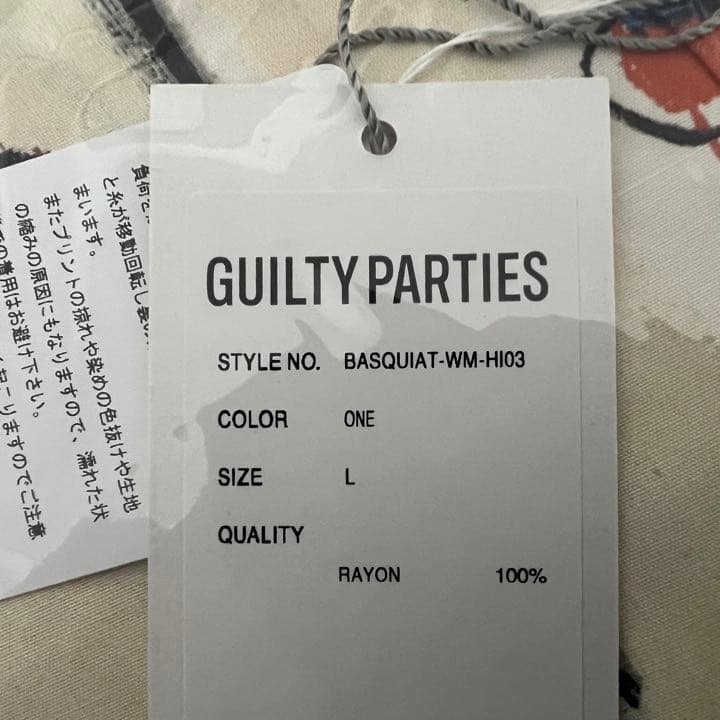 GUILTY PARTIES
STYLE NO. BASQUIAT-WM-HI03
COLOR ONE
SIZE L
QUALITY
RAYON 100%
と糸が移動回転し
まいます。
またプリントの掠れや染めの色抜けや生地
の縮みの原因にもなりますので、濡れた状
の着用はお避け下さい。
こりますのでご注意